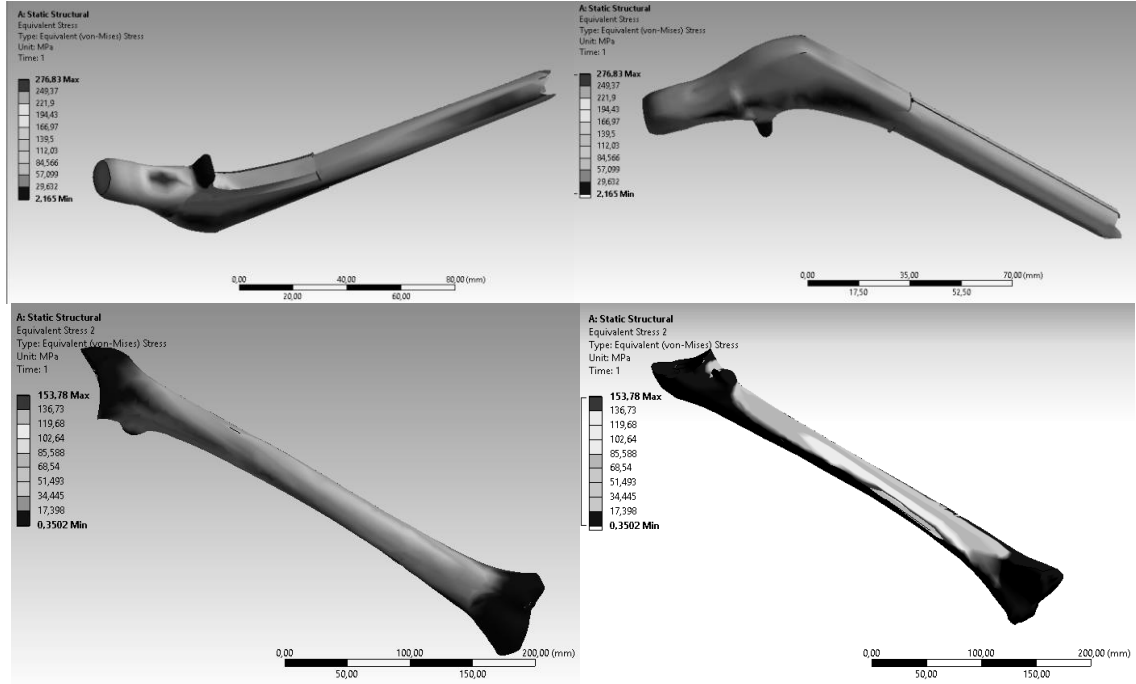 A: Static Structural
Equivalent Stress
Type: Equivalent (von-Mises) Stress
Unit: MPa
Time: 1
276,83 Max
249,37
221,9
194,43
166,97
139,5
112,03
84,566
57,099
29,632
2,165 Min
0,00
40,00
80,00 (mm)
20,00
60,00
A: Static Structural
Equivalent Stress
Type: Equivalent (von-Mises) Stress
Unit: MPa
Time: 1
276,83 Max
249,37
221,9
194,43
166,97
139,5
112,03
84,566
57,099
29,632
2,165 Min
0,00
35,00
70,00 (mm)
17,50
52,50
A: Static Structural
Equivalent Stress 2
Type: Equivalent (von-Mises) Stress
Unit: MPa
Time: 1
153,78 Max
136,73
119,68
102,64
85,588
68,54
51,493
34,445
17,398
0,3502 Min
0,00
100,00
200,00 (mm)
50,00
150,00
A: Static Structural
Equivalent Stress 2
Type: Equivalent (von-Mises) Stress
Unit: MPa
Time: 1
153,78 Max
136,73
119,68
102,64
85,588
68,54
51,493
34,445
17,398
0,3502 Min
0,00
100,00
200,00 (mm)
50,00
150,00